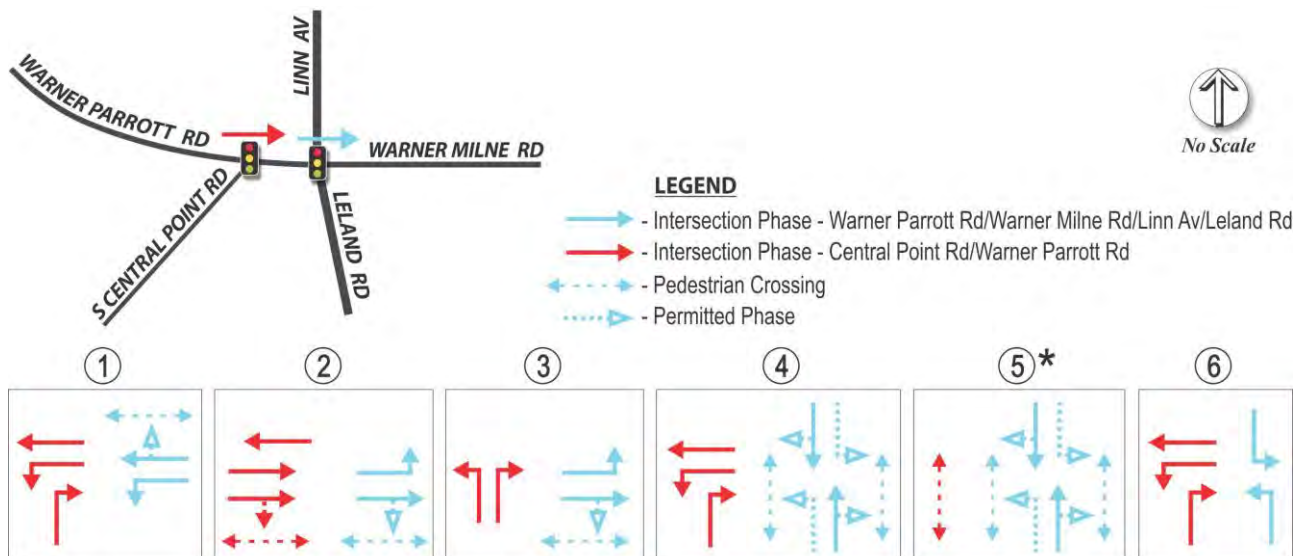 LINN AV
WARNER PARROTT RD
WARNER MILNE RD
S CENTRAL POINT RD
LELAND RD
No Scale
LEGEND
- Intersection Phase - Warner Parrott Rd/Warner Milne Rd/Linn Av/Leland Rd
- Intersection Phase - Central Point Rd/Warner Parrott Rd
- Pedestrian Crossing
- Permitted Phase
1 2 3 4 5* 6